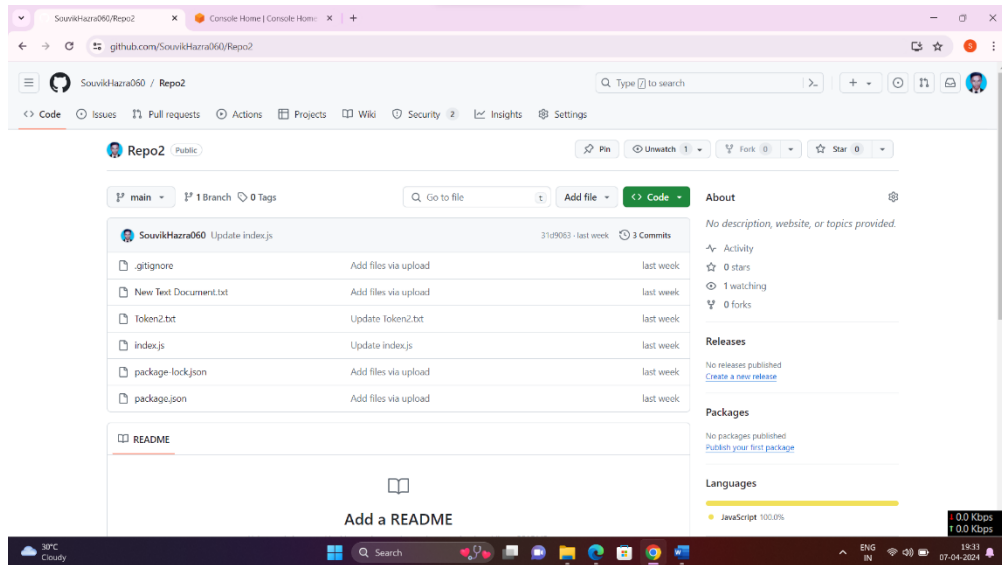 SouvikHazra060/Repo2
Console Home | Console Home
github.com/SouvikHazra060/Repo2
S
SouvikHazra060 / Repo2
Type / to search
Code Issues Pull requests Actions Projects Wiki Security 2 Insights Settings
Repo2 Public
Pin Unwatch 1 Fork 0 Star 0
main 1 Branch 0 Tags
Go to file t
Add file Code
About
No description, website, or topics provided.
SouvikHazra060 Update index.js 31d9063 · last week 3 Commits
Activity
.gitignore Add files via upload last week
0 stars
New Text Document.txt Add files via upload last week
1 watching
0 forks
Token2.txt Update Token2.txt last week
index.js Update index.js last week
Releases
package-lock.json Add files via upload last week
No releases published
Create a new release
package.json Add files via upload last week
Packages
README
No packages published
Publish your first package
Languages
Add a README
JavaScript 100.0%
0.0 Kbps
0.0 Kbps
30°C
Cloudy
Search
ENG
IN
19:33
07-04-2024